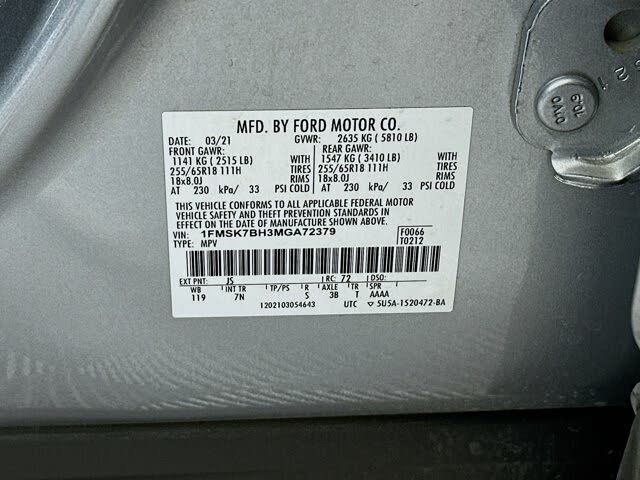 MFD. BY FORD MOTOR CO.
DATE: 03/21 GVWR: 2635 KG (5810 LB)
FRONT GAWR: REAR GAWR:
1141 KG (2515 LB) WITH 1547 KG (3410 LB) WITH
255/65R18 111H TIRES 255/65R18 111H TIRES
18x8.0J RIMS 18x8.0J RIMS
AT 230 kPa/ 33 PSI COLD AT 230 kPa/ 33 PSI COLD
THIS VEHICLE CONFORMS TO ALL APPLICABLE FEDERAL MOTOR
VEHICLE SAFETY AND THEFT PREVENTION STANDARDS IN
EFFECT ON THE DATE OF MANUFACTURE SHOWN ABOVE.
VIN: 1FMSK7BH3MGA72379 F0066
TYPE: MPV T0212
EXT PNT: JS RC: 72 DSO:
WB INT TR TP/PS R AXLE TR SPR
119 7N S 3B T AAAA
1202103054643 UTC ▽ 5U5A-1520472-BA